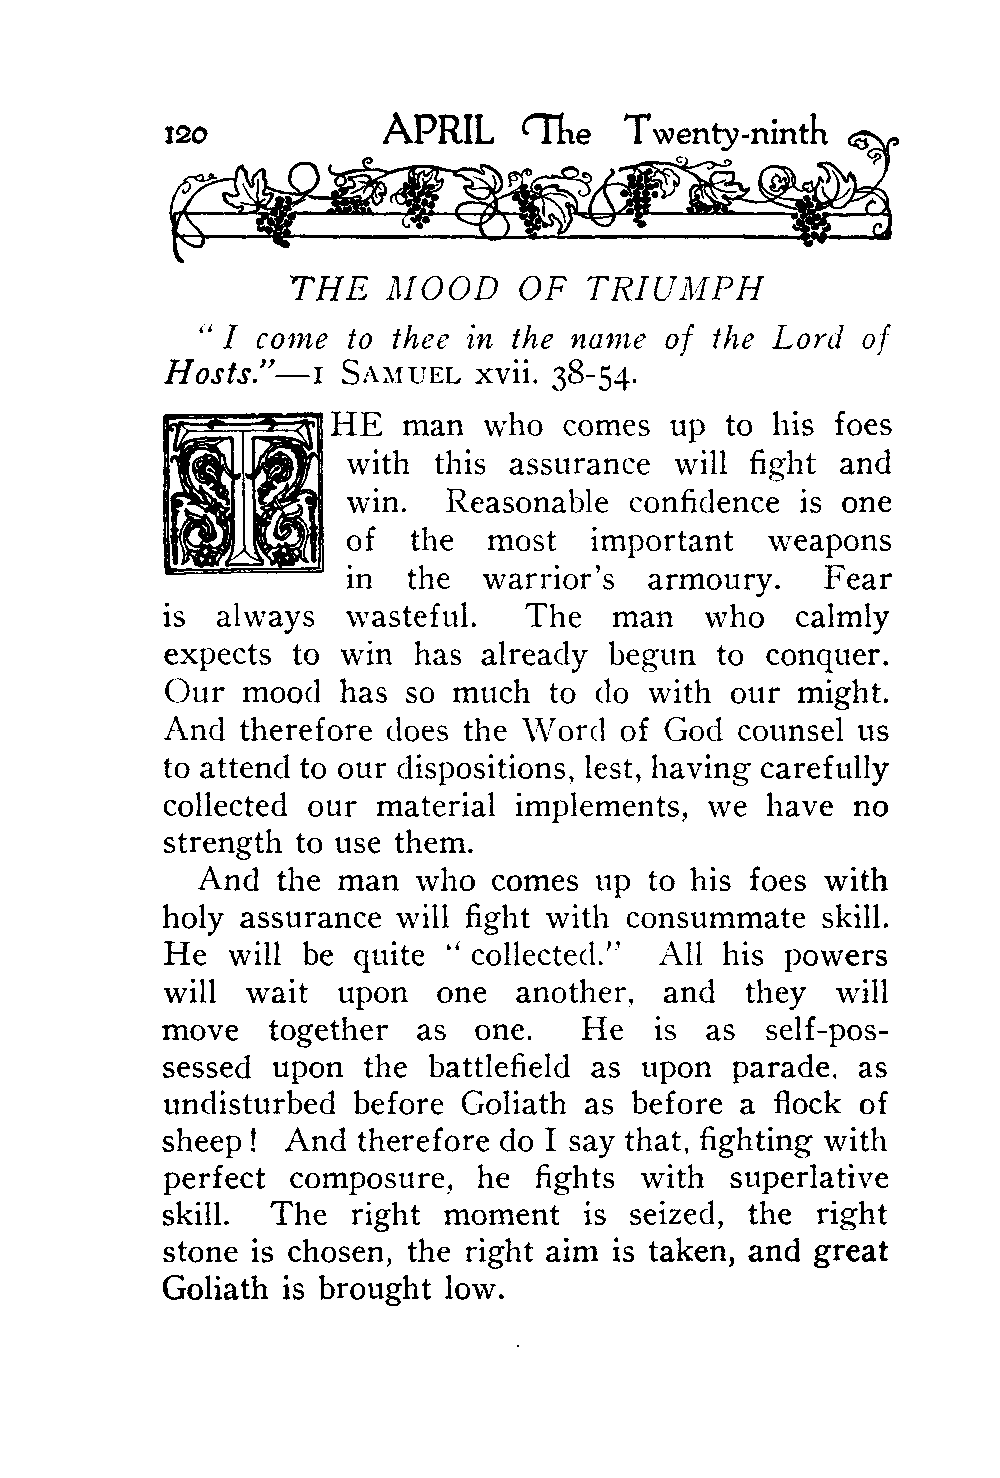 120 APRIL The Twenty-ninth
THE MOOD OF TRIUMPH
“ I come to thee in the name of the Lord of
Hosts.”—1 SAMUEL xvii. 38-54.
THE man who comes up to his foes
with this assurance will fight and
win. Reasonable confidence is one
of the most important weapons
in the warrior’s armoury. Fear
is always wasteful. The man who calmly
expects to win has already begun to conquer.
Our mood has so much to do with our might.
And therefore does the Word of God counsel us
to attend to our dispositions, lest, having carefully
collected our material implements, we have no
strength to use them.
And the man who comes up to his foes with
holy assurance will fight with consummate skill.
He will be quite “ collected.” All his powers
will wait upon one another, and they will
move together as one. He is as self-pos-
sessed upon the battlefield as upon parade, as
undisturbed before Goliath as before a flock of
sheep ! And therefore do I say that, fighting with
perfect composure, he fights with superlative
skill. The right moment is seized, the right
stone is chosen, the right aim is taken, and great
Goliath is brought low.